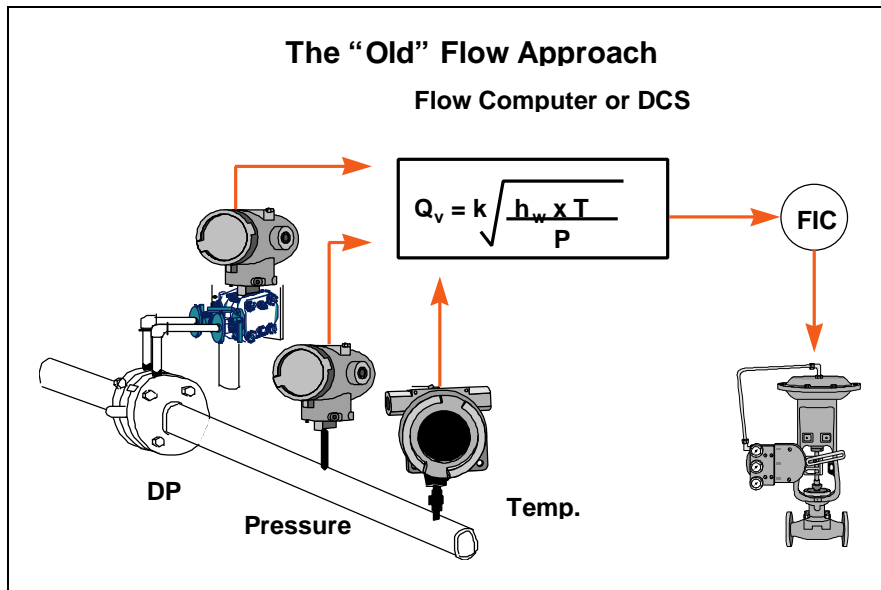 The “Old” Flow Approach
Flow Computer or DCS
Qv = k √ hw x T
P
FIC
DP
Pressure
Temp.